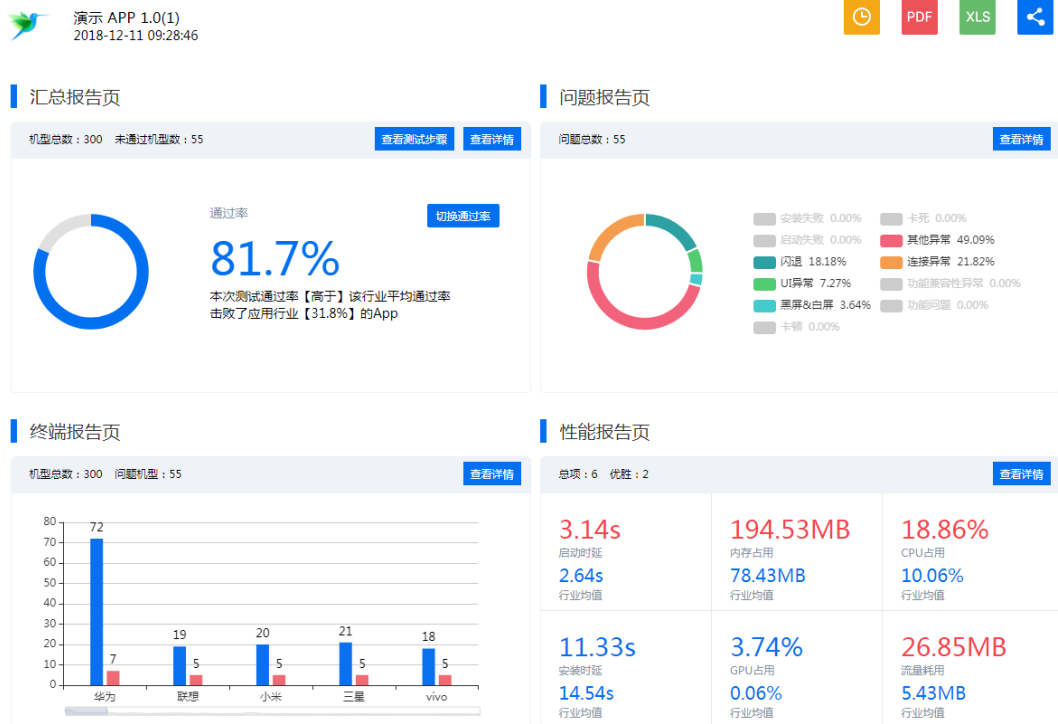 演示 APP 1.0(1)
2018-12-11 09:28:46
PDF
XLS
汇总报告页
机型总数：300 未通过机型数：55
查看测试步骤
查看详情
通过率
切换通过率
81.7%
本次测试通过率【高于】该行业平均通过率
击败了应用行业【31.8%】的App
问题报告页
问题总数：55
查看详情
安装失败 0.00%
卡死 0.00%
启动失败 0.00%
其他异常 49.09%
闪退 18.18%
连接异常 21.82%
UI异常 7.27%
功能兼容性异常 0.00%
黑屏&白屏 3.64%
功能问题 0.00%
卡顿 0.00%
终端报告页
机型总数：300 问题机型：55
查看详情
80
70
60
50
40
30
20
10
0
72
7
19
5
20
5
21
5
18
5
华为
联想
小米
三星
vivo
性能报告页
总项：6 优胜：2
查看详情
3.14s
启动时延
2.64s
行业均值
194.53MB
内存占用
78.43MB
行业均值
18.86%
CPU占用
10.06%
行业均值
11.33s
安装时延
14.54s
行业均值
3.74%
GPU占用
0.06%
行业均值
26.85MB
流量耗用
5.43MB
行业均值